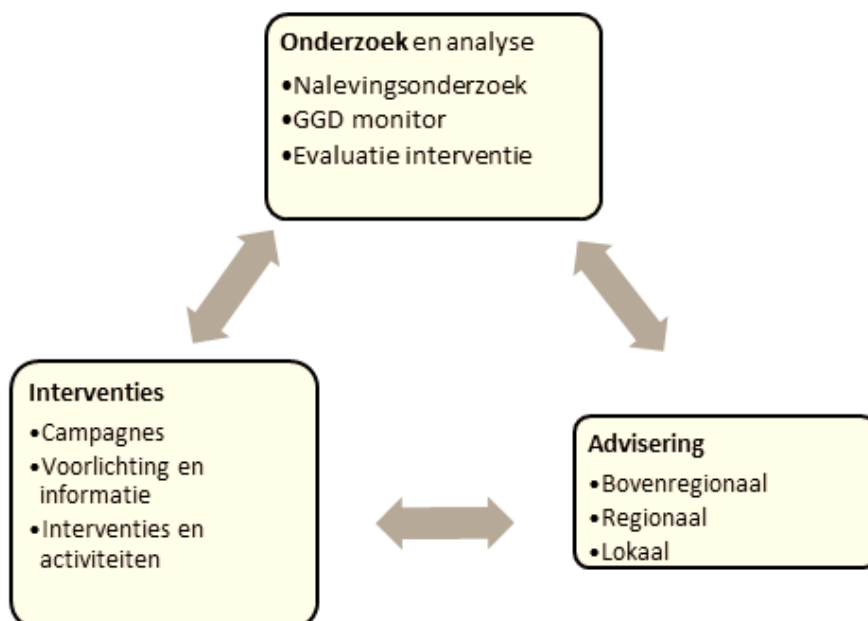 Onderzoek en analyse
•Nalevingsonderzoek
•GGD monitor
•Evaluatie interventie
Interventies
•Campagnes
•Voorlichting en
informatie
•Interventies en
activiteiten
Advisering
•Bovenregionaal
•Regionaal
•Lokaal